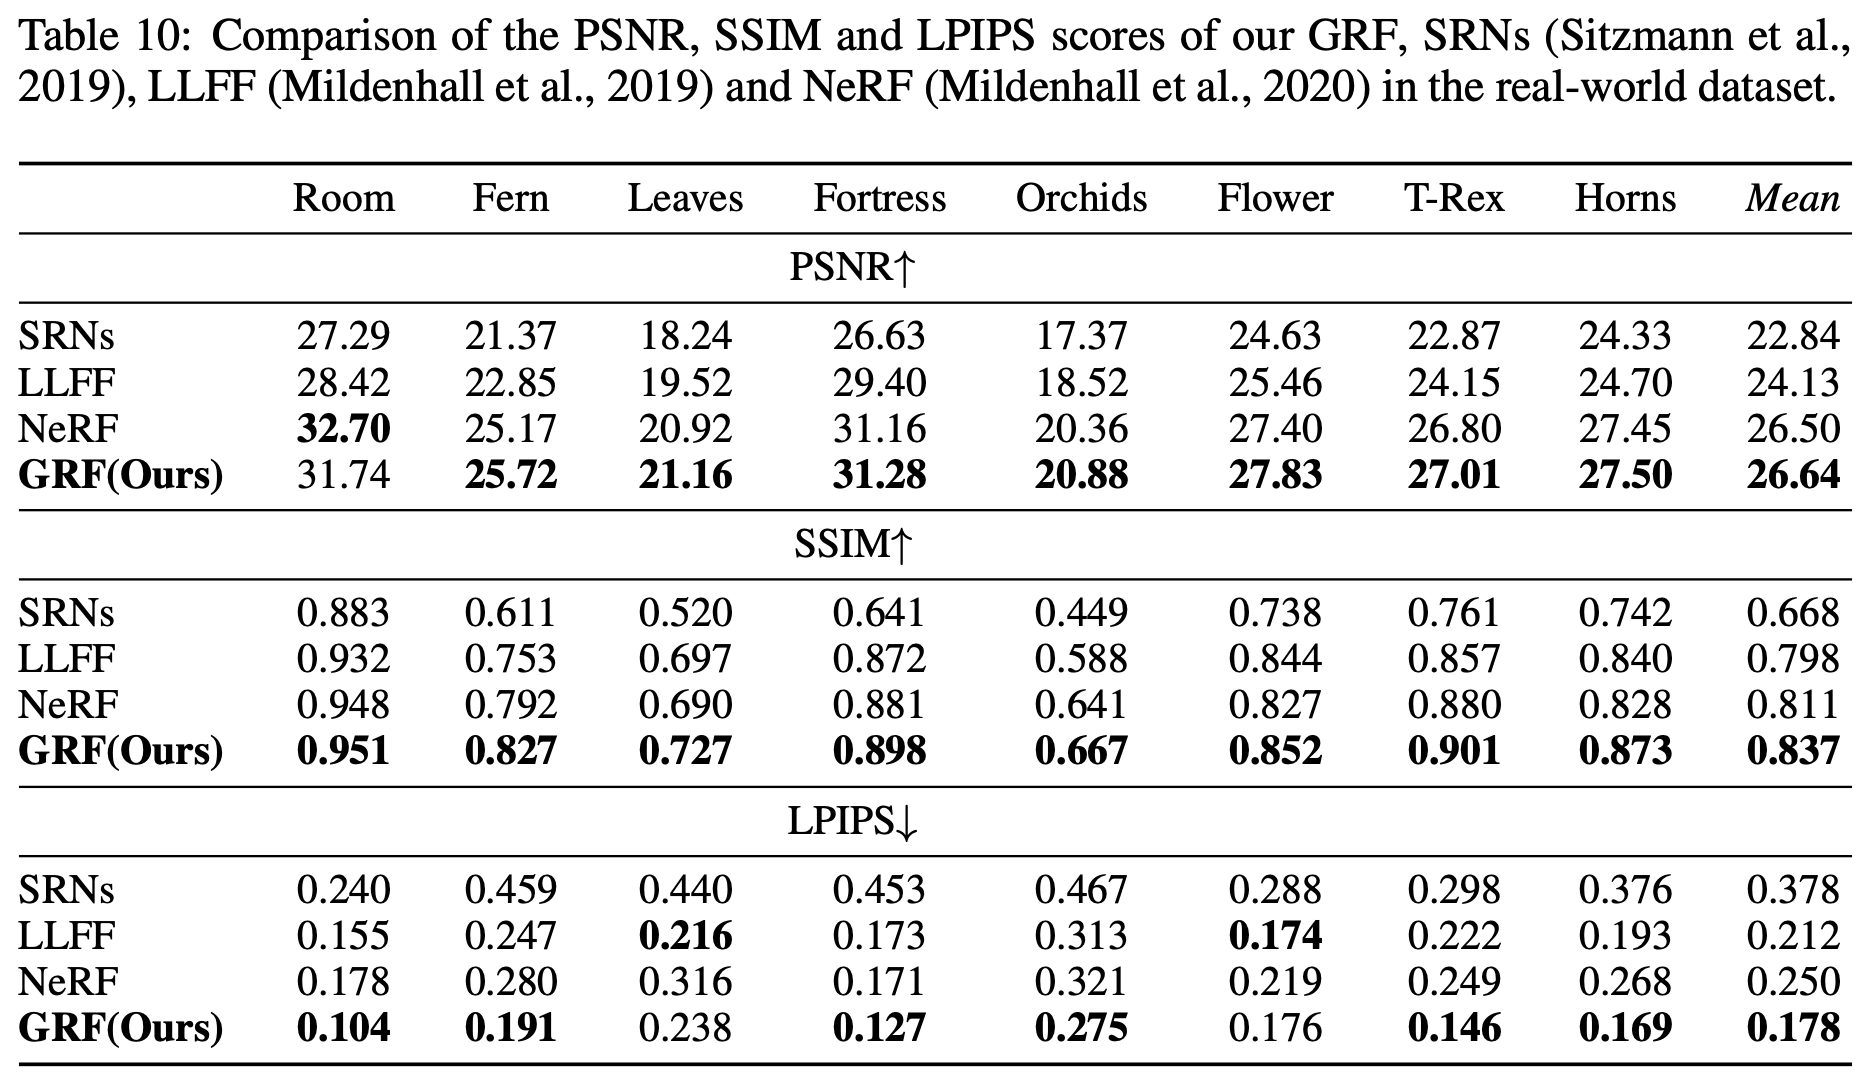 Table 10: Comparison of the PSNR, SSIM and LPIPS scores of our GRF, SRNs (Sitzmann et al.,
2019), LLFF (Mildenhall et al., 2019) and NeRF (Mildenhall et al., 2020) in the real-world dataset.
Room Fern Leaves Fortress Orchids Flower T-Rex Horns Mean
PSNR↑
SRNs 27.29 21.37 18.24 26.63 17.37 24.63 22.87 24.33 22.84
LLFF 28.42 22.85 19.52 29.40 18.52 25.46 24.15 24.70 24.13
NeRF 32.70 25.17 20.92 31.16 20.36 27.40 26.80 27.45 26.50
GRF(Ours) 31.74 25.72 21.16 31.28 20.88 27.83 27.01 27.50 26.64
SSIM↑
SRNs 0.883 0.611 0.520 0.641 0.449 0.738 0.761 0.742 0.668
LLFF 0.932 0.753 0.697 0.872 0.588 0.844 0.857 0.840 0.798
NeRF 0.948 0.792 0.690 0.881 0.641 0.827 0.880 0.828 0.811
GRF(Ours) 0.951 0.827 0.727 0.898 0.667 0.852 0.901 0.873 0.837
LPIPS↓
SRNs 0.240 0.459 0.440 0.453 0.467 0.288 0.298 0.376 0.378
LLFF 0.155 0.247 0.216 0.173 0.313 0.174 0.222 0.193 0.212
NeRF 0.178 0.280 0.316 0.171 0.321 0.219 0.249 0.268 0.250
GRF(Ours) 0.104 0.191 0.238 0.127 0.275 0.176 0.146 0.169 0.178